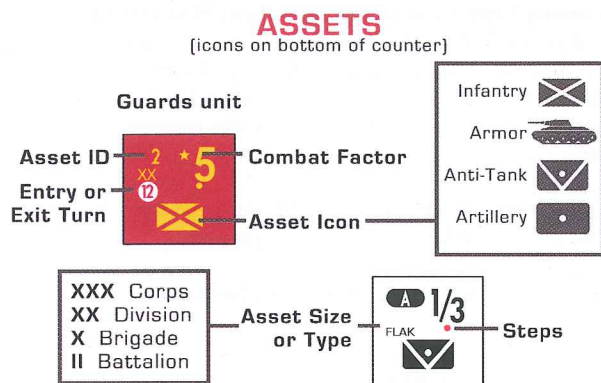 ASSETS
(icons on bottom of counter)
Guards unit
Asset ID
2
5
Combat Factor
XX
Entry or
Exit Turn
12
Asset Icon
Infantry
Armor
Anti-Tank
Artillery
XXX Corps
XX Division
X Brigade
II Battalion
Asset Size
or Type
A 1/3
FLAK
Steps